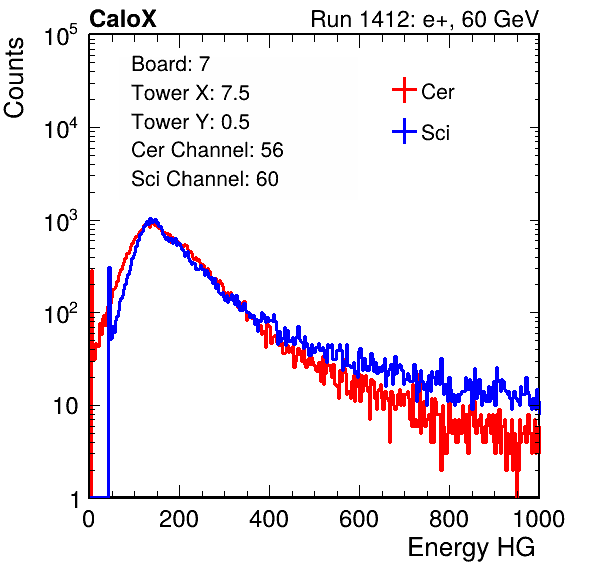 CaloX Run 1412: e+, 60 GeV
Board: 7
Tower X: 7.5
Tower Y: 0.5
Cer Channel: 56
Sci Channel: 60
Cer
Sci
Counts
10^5
10^4
10^3
10^2
10
1
0 200 400 600 800 1000
Energy HG